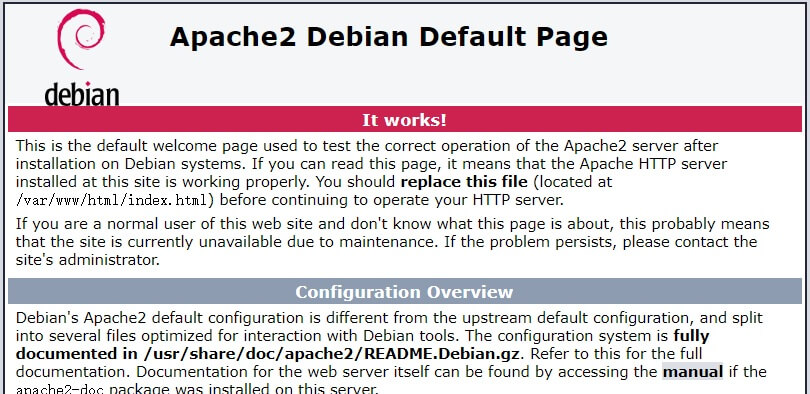 Apache2 Debian Default Page
debian
It works!
This is the default welcome page used to test the correct operation of the Apache2 server after
installation on Debian systems. If you can read this page, it means that the Apache HTTP server
installed at this site is working properly. You should replace this file (located at
/var/www/html/index.html) before continuing to operate your HTTP server.
If you are a normal user of this web site and don't know what this page is about, this probably means
that the site is currently unavailable due to maintenance. If the problem persists, please contact the
site's administrator.
Configuration Overview
Debian's Apache2 default configuration is different from the upstream default configuration, and split
into several files optimized for interaction with Debian tools. The configuration system is fully
documented in /usr/share/doc/apache2/README.Debian.gz. Refer to this for the full
documentation. Documentation for the web server itself can be found by accessing the manual if the
apache2-doc package was installed on this server.